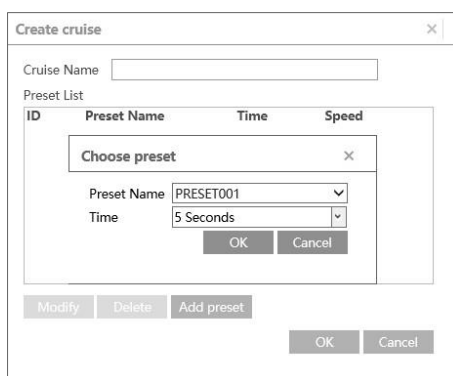 Create cruise
Cruise Name
Preset List
ID Preset Name Time Speed
Choose preset
Preset Name PRESET001
Time 5 Seconds
OK Cancel
Modify Delete Add preset
OK Cancel